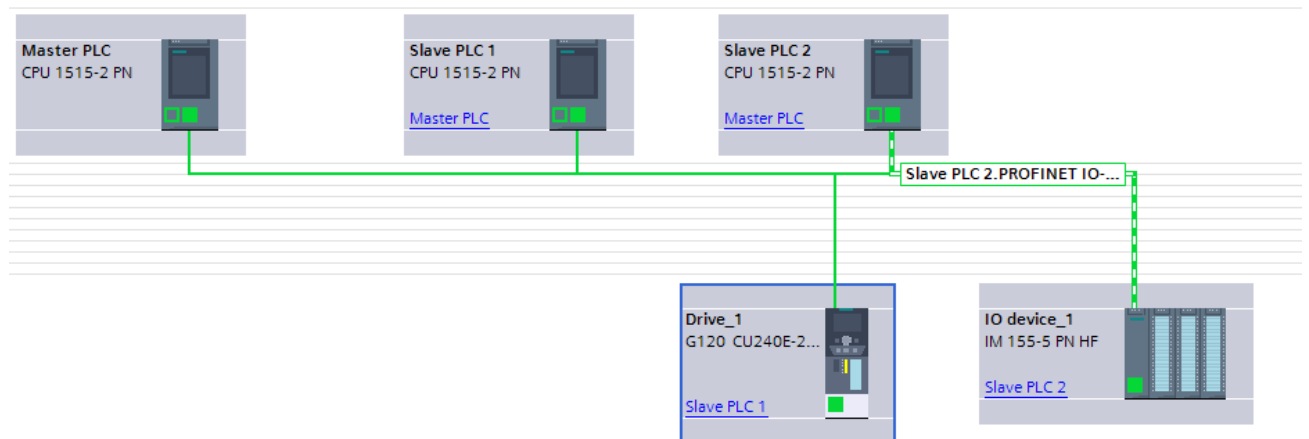 Master PLC
CPU 1515-2 PN
Slave PLC 1
CPU 1515-2 PN
Master PLC
Slave PLC 2
CPU 1515-2 PN
Master PLC
Slave PLC 2.PROFINET IO-...
Drive_1
G120 CU240E-2...
Slave PLC 1
IO device_1
IM 155-5 PN HF
Slave PLC 2